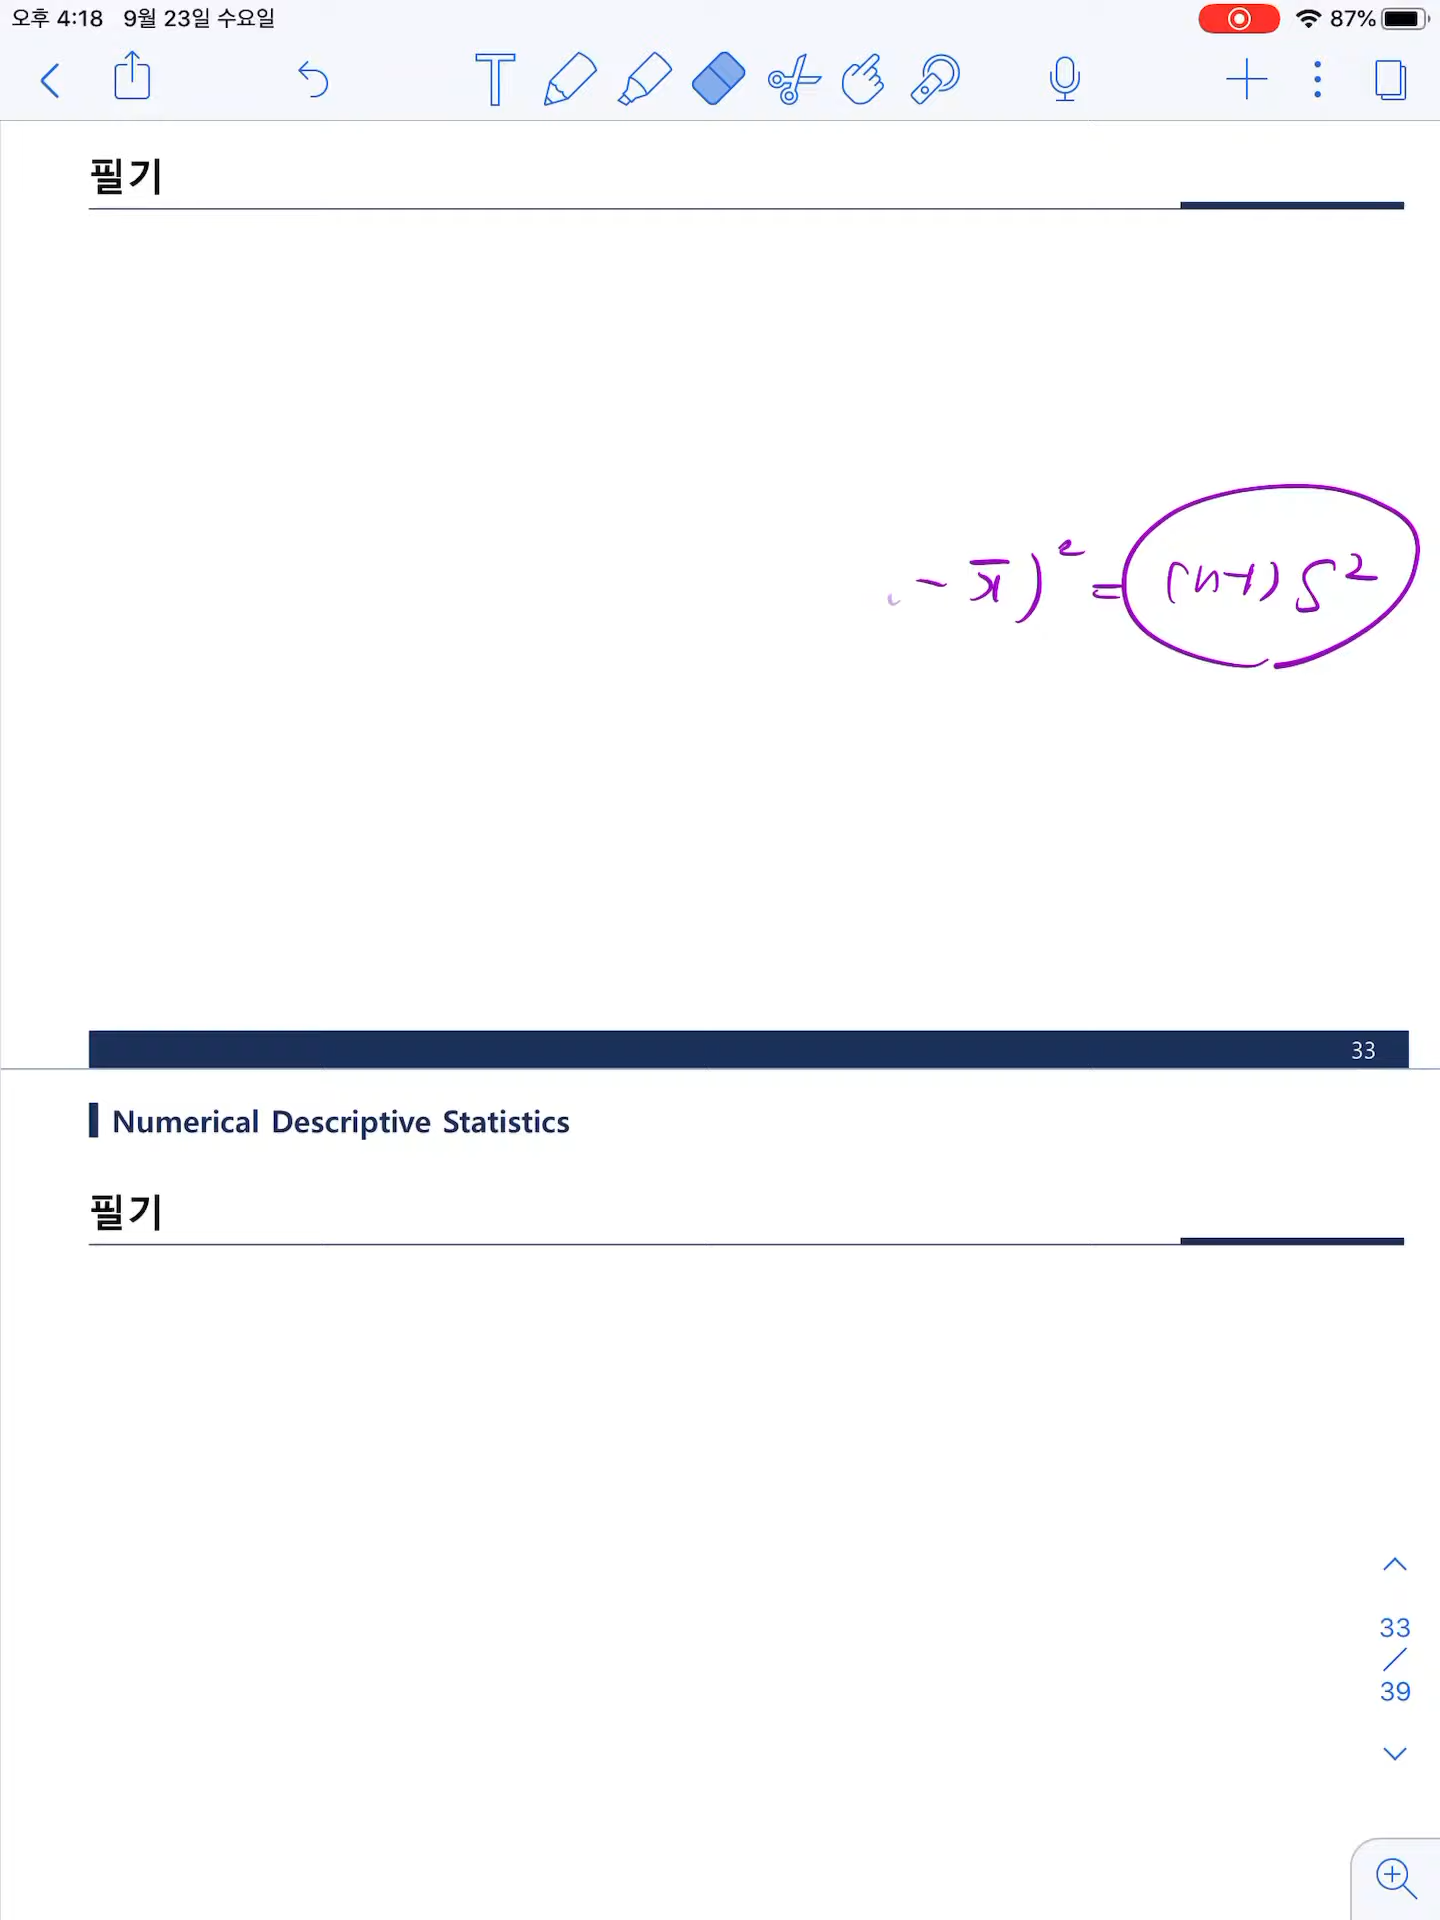 오후 4:18 9월 23일 수요일 87%
필기
- x̄)² = (n-1) S²
33
Numerical Descriptive Statistics
필기
33
/
39